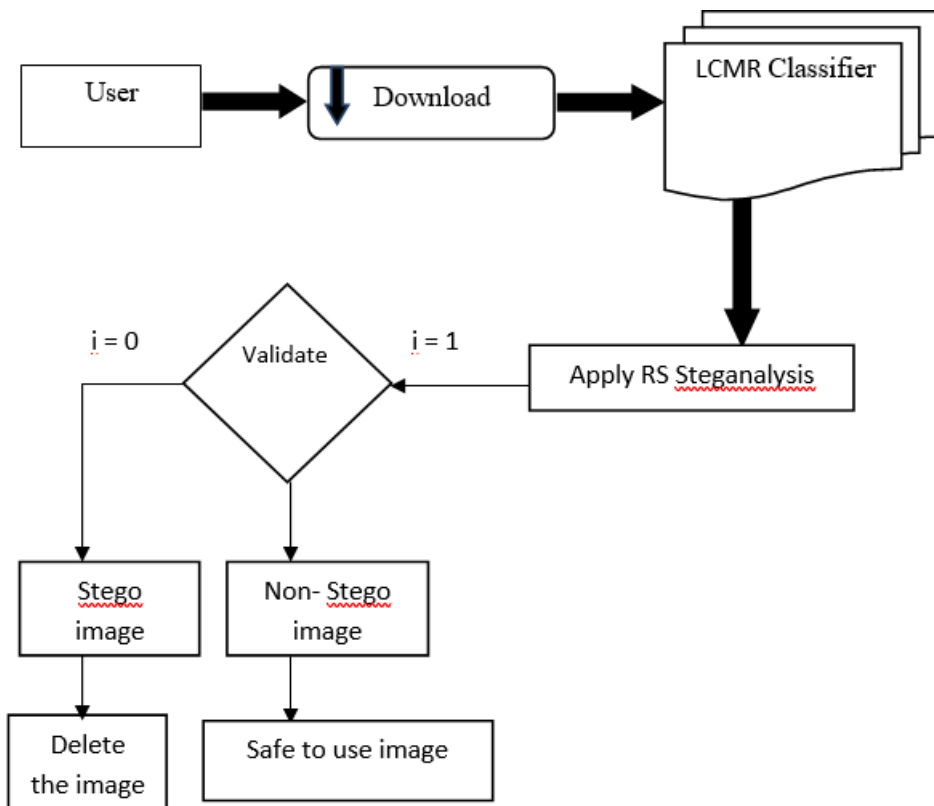 User
Download
LCMR Classifier
i = 0
Validate
i = 1
Apply RS Steganalysis
Stego
image
Non- Stego
image
Delete
the image
Safe to use image